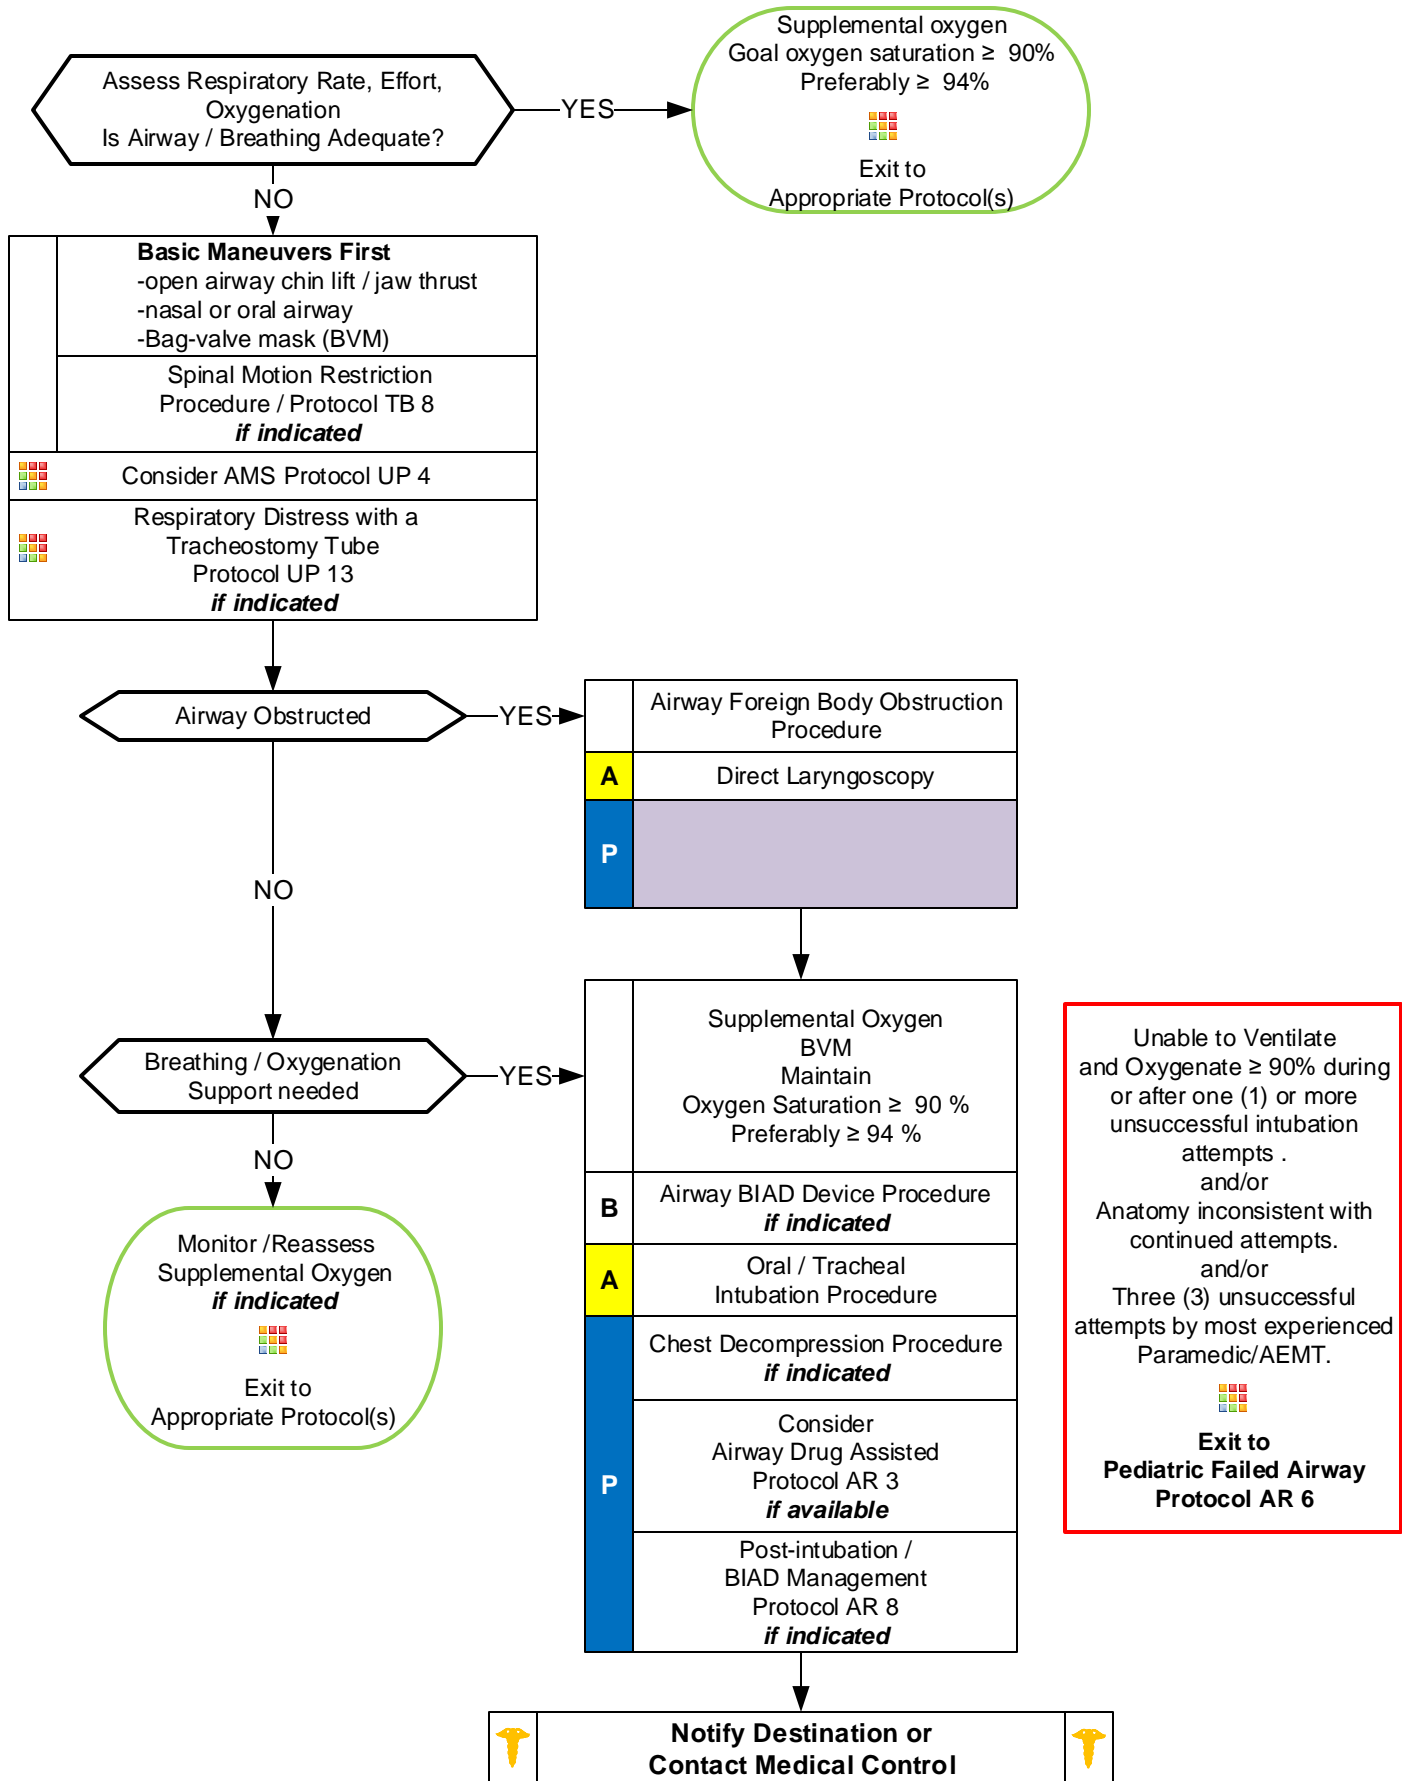 Assess Respiratory Rate, Effort,
Oxygenation
Is Airway / Breathing Adequate?
YES
Supplemental oxygen
Goal oxygen saturation ≥ 90%
Preferably ≥ 94%
Exit to
Appropriate Protocol(s)
NO
Basic Maneuvers First
-open airway chin lift / jaw thrust
-nasal or oral airway
-Bag-valve mask (BVM)
Spinal Motion Restriction
Procedure / Protocol TB 8
if indicated
Consider AMS Protocol UP 4
Respiratory Distress with a
Tracheostomy Tube
Protocol UP 13
if indicated
Airway Obstructed
YES
Airway Foreign Body Obstruction
Procedure
A
Direct Laryngoscopy
P
NO
Breathing / Oxygenation
Support needed
YES
Supplemental Oxygen
BVM
Maintain
Oxygen Saturation ≥ 90 %
Preferably ≥ 94 %
B
Airway BIAD Device Procedure
if indicated
A
Oral / Tracheal
Intubation Procedure
P
Chest Decompression Procedure
if indicated
Consider
Airway Drug Assisted
Protocol AR 3
if available
Post-intubation /
BIAD Management
Protocol AR 8
if indicated
NO
Monitor /Reassess
Supplemental Oxygen
if indicated
Exit to
Appropriate Protocol(s)
Unable to Ventilate
and Oxygenate ≥ 90% during
or after one (1) or more
unsuccessful intubation
attempts .
and/or
Anatomy inconsistent with
continued attempts.
and/or
Three (3) unsuccessful
attempts by most experienced
Paramedic/AEMT.
Exit to
Pediatric Failed Airway
Protocol AR 6
Notify Destination or
Contact Medical Control